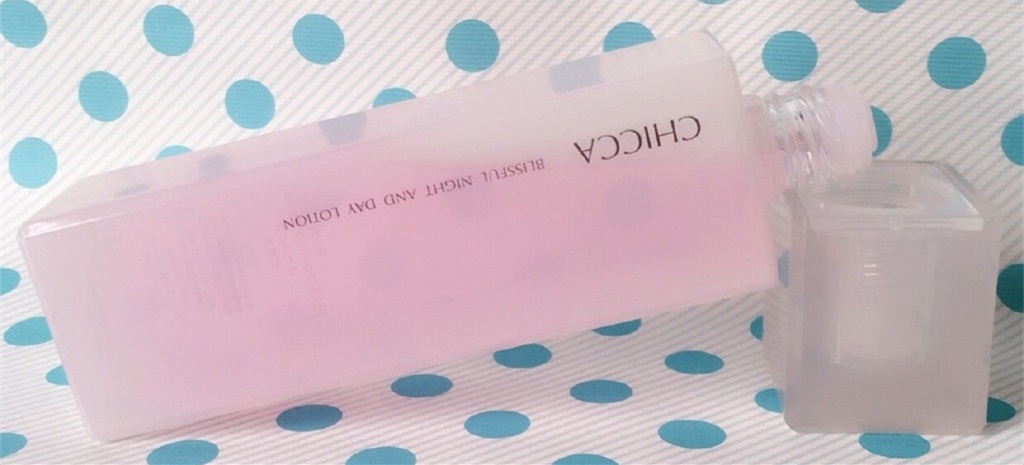 CHICCA
BLISSFUL NIGHT AND DAY LOTION